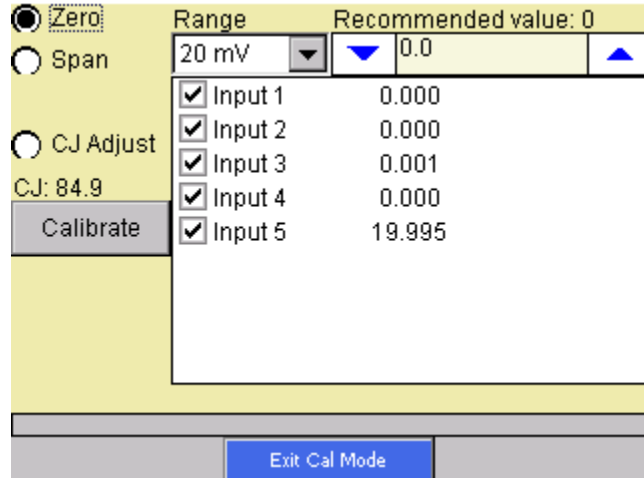 Zero
Range
Recommended value: 0
Span
20 mV
0.0
Input 1 0.000
Input 2 0.000
CJ Adjust
Input 3 0.001
CJ: 84.9
Input 4 0.000
Calibrate
Input 5 19.995
Exit Cal Mode